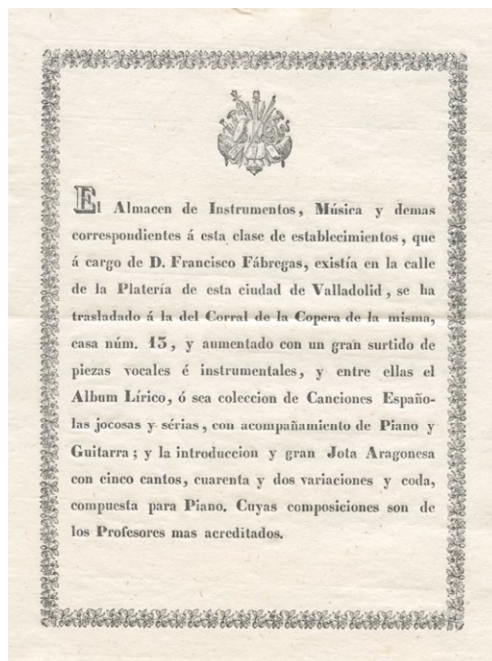 El Almacen de Instrumentos, Música y demas
correspondientes á esta clase de establecimientos, que
á cargo de D. Francisco Fábregas, existía en la calle
de la Platería de esta ciudad de Valladolid, se ha
trasladado á la del Corral de la Copera de la misma,
casa núm. 13, y aumentado con un gran surtido de
piezas vocales é instrumentales, y entre ellas el
Album Lírico, ó sea coleccion de Canciones Españo-
las jocosas y sérias, con acompañamiento de Piano y
Guitarra; y la introduccion y gran Jota Aragonesa
con cinco cantos, cuarenta y dos variaciones y coda,
compuesta para Piano. Cuyas composiciones son de
los Profesores mas acreditados.